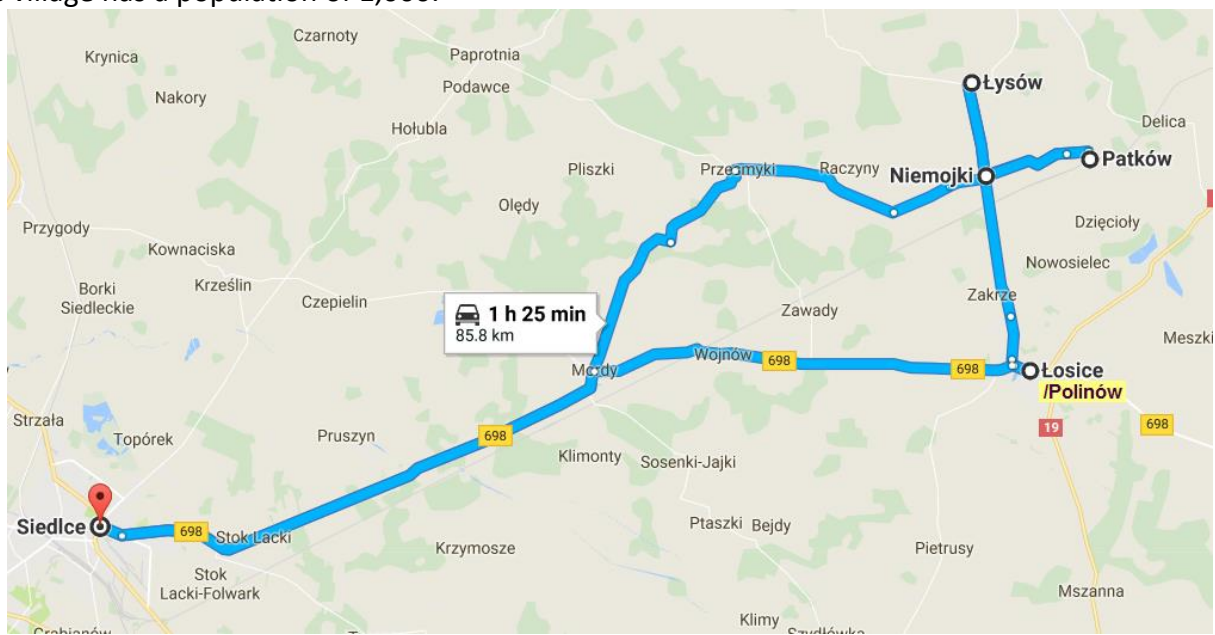 Czarnoty
Krynica
Paprotnia
Nakory
Podawce
Łysów
Delica
Hołubla
Pliszki
Przesmyki
Raczyny
Niemojki
Patków
Olędy
Przygody
Kownaciska
Dzięcioły
Krześlin
Nowosielec
Borki
Siedleckie
Czepielin
1 h 25 min
85.8 km
Zawady
Zakrze
Mordy
Wojnów
698
698
Łosice
/Polinów
Strzała
Topórek
Pruszyn
698
19
698
Klimonty
Sosenki-Jajki
Siedlce
698
Stok Lacki
Krzymosze
Ptaszki
Bejdy
Pietrusy
Stok
Lacki-Folwark
Mszanna
Klimy